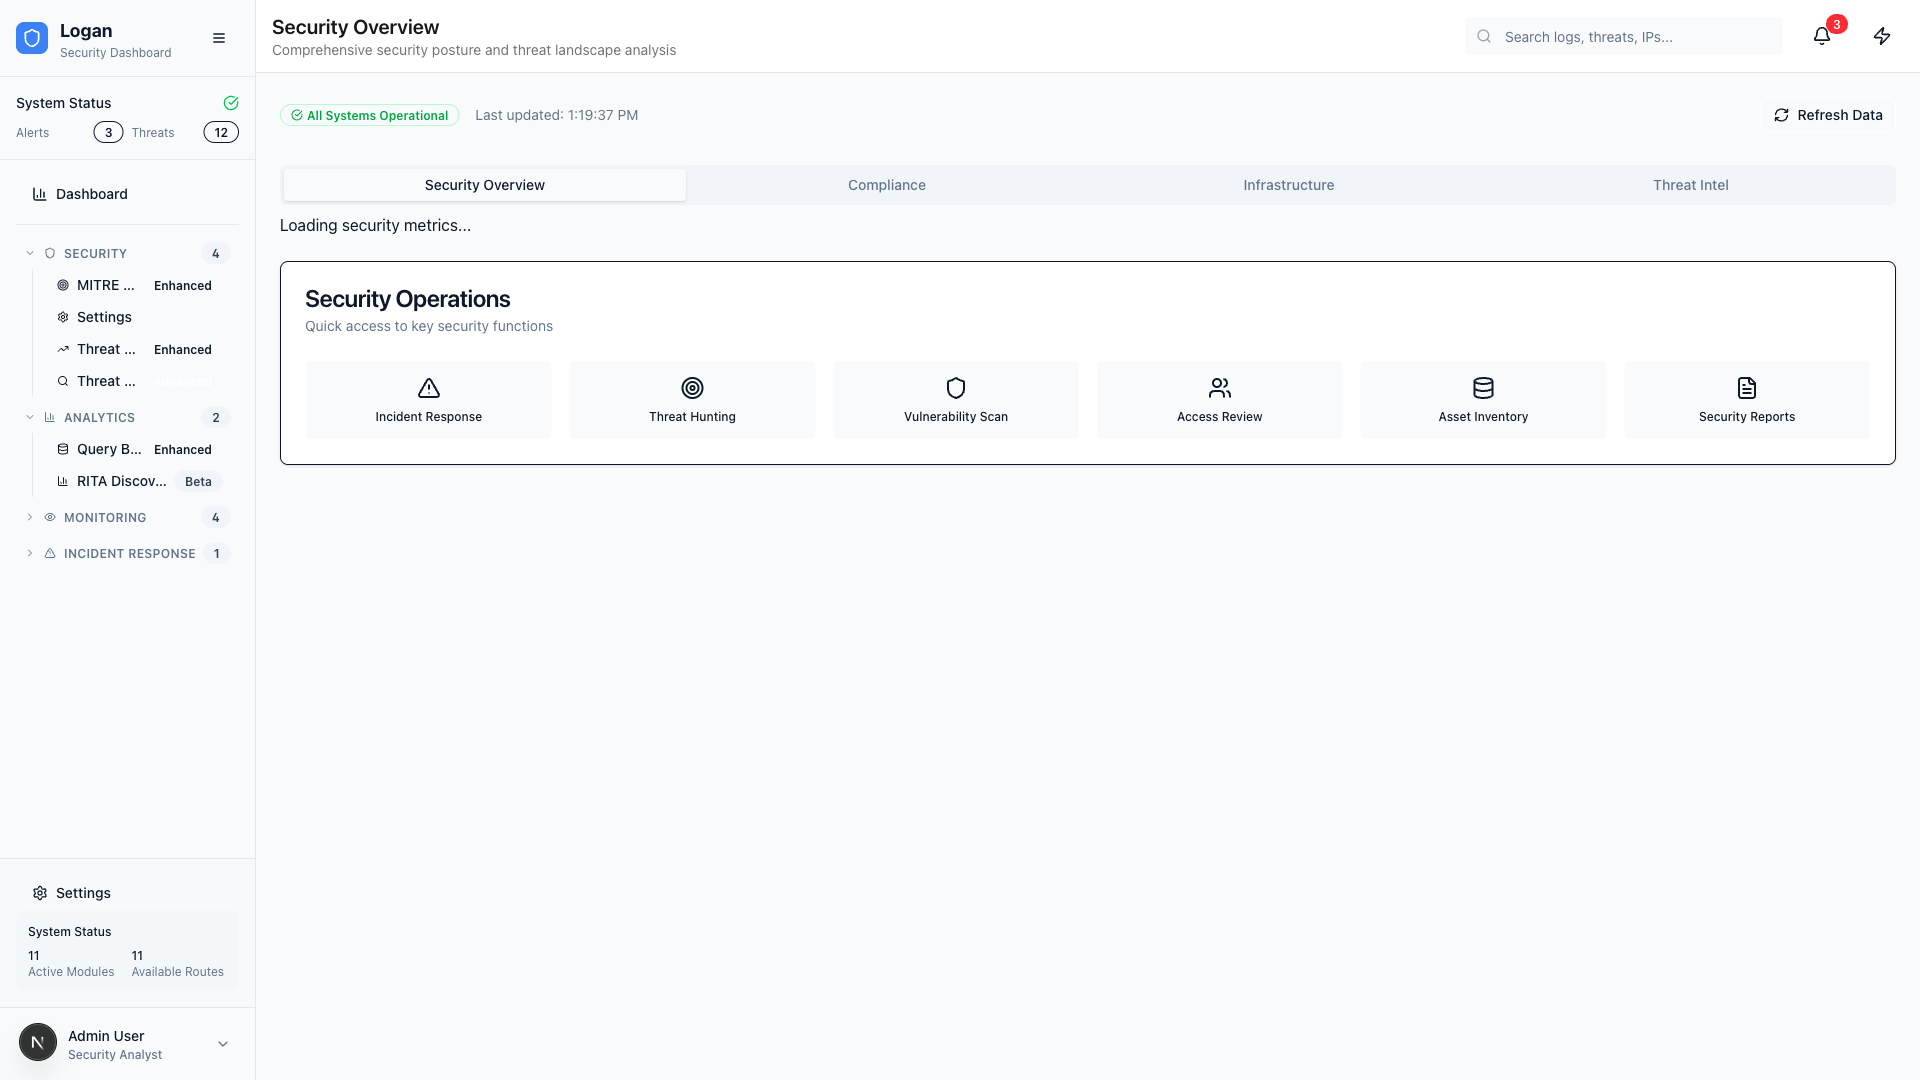 Logan
Security Dashboard
System Status
Alerts 3 Threats 12
Dashboard
SECURITY 4
MITRE ... Enhanced
Settings
Threat ... Enhanced
Threat ... Advanced
ANALYTICS 2
Query B... Enhanced
RITA Discov... Beta
MONITORING 4
INCIDENT RESPONSE 1
Settings
System Status
11 11
Active Modules Available Routes
N
Admin User
Security Analyst
Security Overview
Comprehensive security posture and threat landscape analysis
Search logs, threats, IPs...
3
All Systems Operational
Last updated: 1:19:37 PM
Refresh Data
Security Overview Compliance Infrastructure Threat Intel
Loading security metrics...
Security Operations
Quick access to key security functions
Incident Response Threat Hunting Vulnerability Scan Access Review Asset Inventory Security Reports